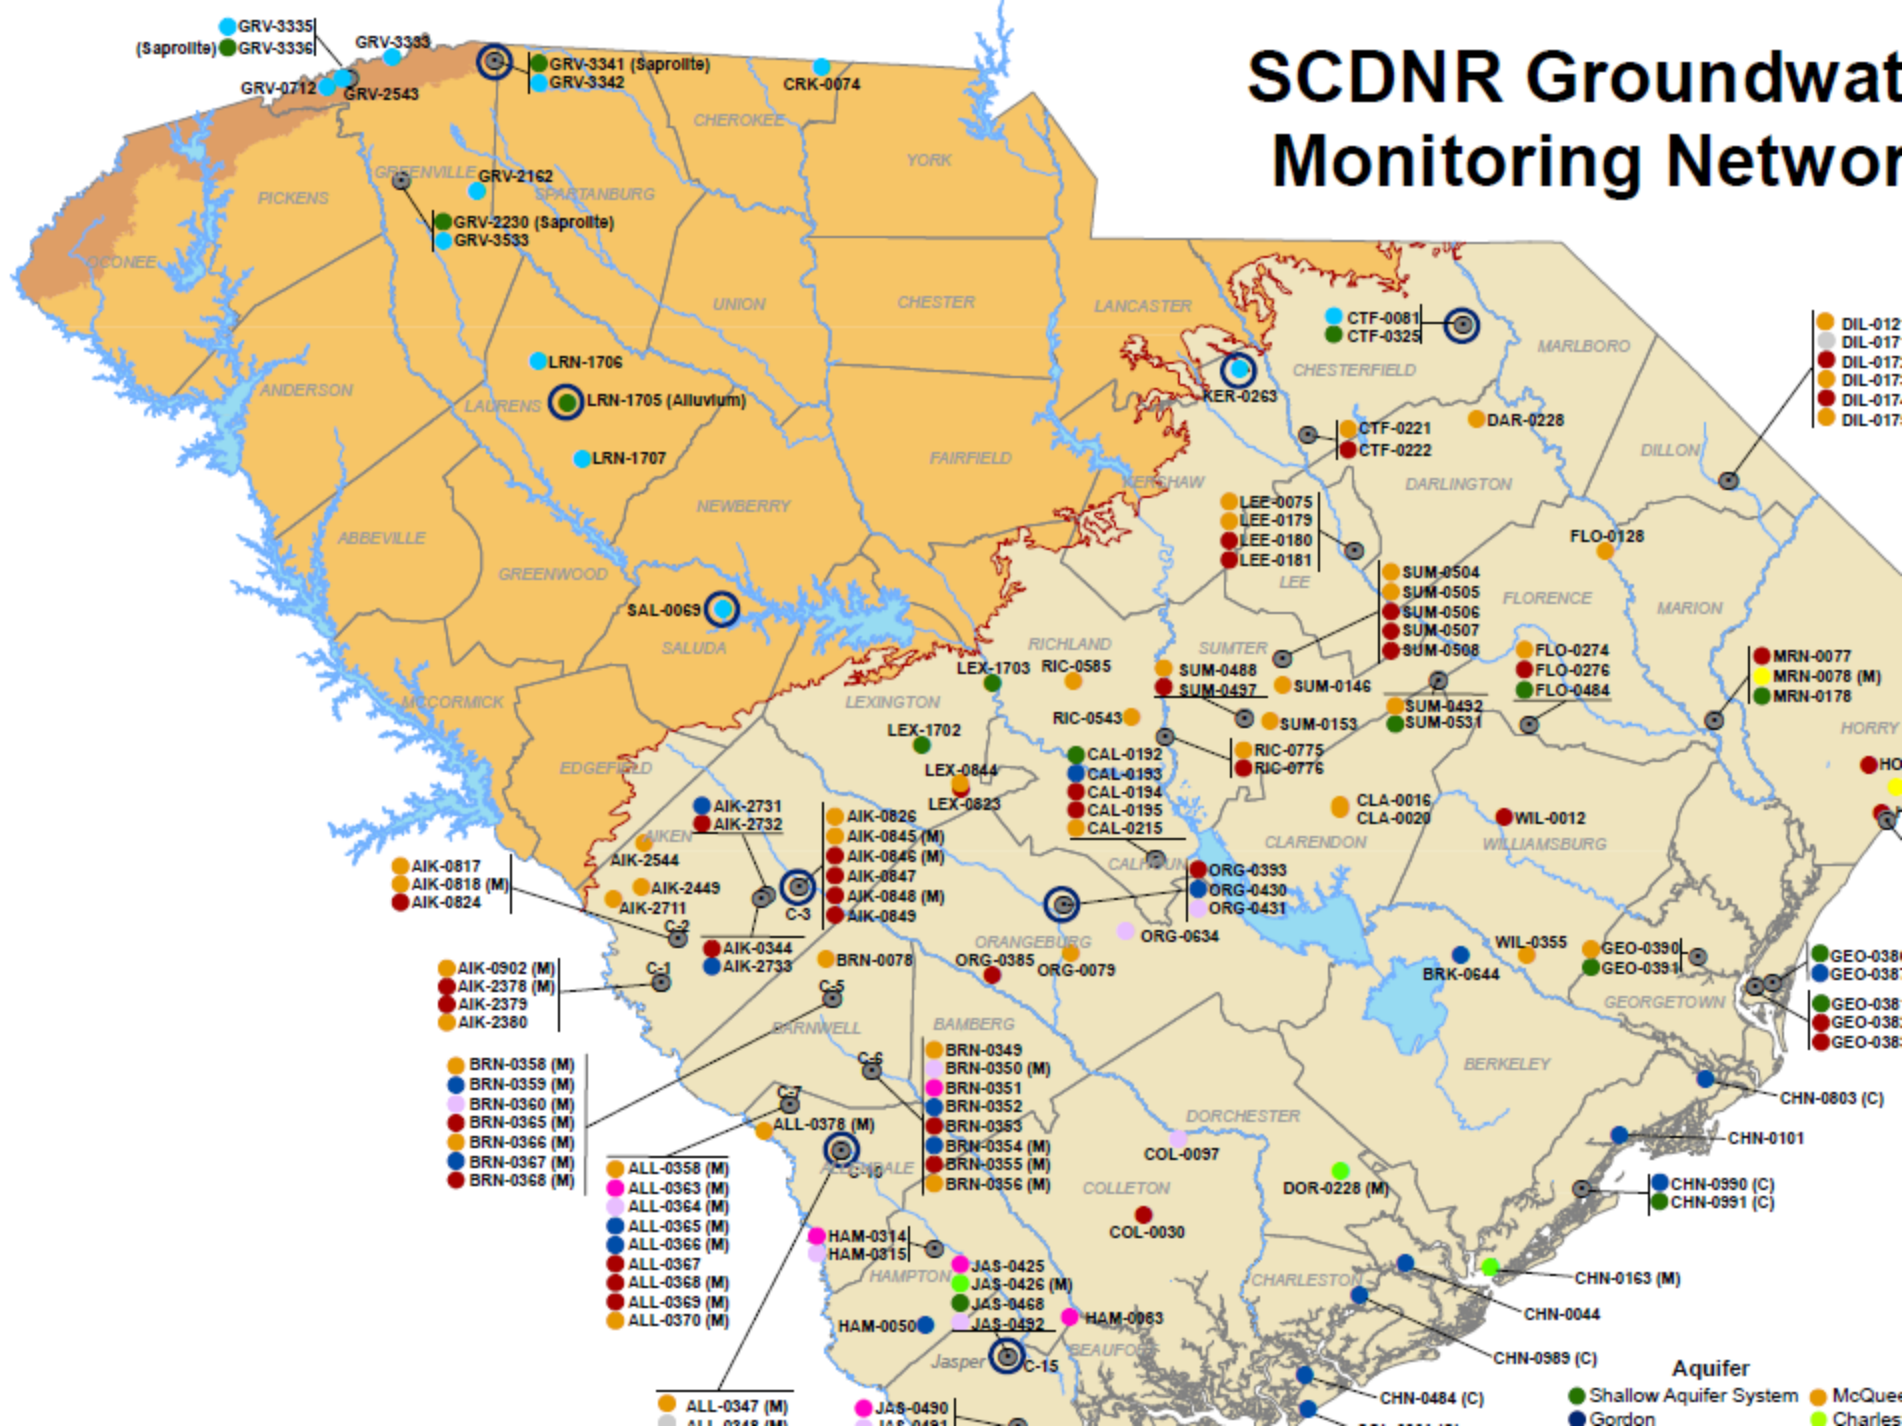 SCDNR Groundwat
Monitoring Networ
GRV-3335
(Saprolite) GRV-3336
GRV-3333
GRV-0712
GRV-2543
GRV-3341 (Saprolite)
GRV-3342
CRK-0074
CHEROKEE
YORK
GREENVILLE
GRV-2162
SPARTANBURG
PICKENS
GRV-2230 (Saprolite)
GRV-3533
OCONEE
UNION
CHESTER
LANCASTER
CTF-0081
CTF-0325
MARLBORO
CHESTERFIELD
KER-0263
LRN-1706
ANDERSON
LAURENS
LRN-1705 (Alluvium)
LRN-1707
FAIRFIELD
KERSHAW
CTF-0221
CTF-0222
DAR-0228
DARLINGTON
DILLON
DIL-012
DIL-017
DIL-017
DIL-017
DIL-017
DIL-017
NEWBERRY
ABBEVILLE
GREENWOOD
LEE-0075
LEE-0179
LEE-0180
LEE-0181
LEE
FLO-0128
SUM-0504
SUM-0505
SUM-0506
SUM-0507
SUM-0508
FLORENCE
MARION
SAL-0069
SALUDA
RICHLAND
SUMTER
LEX-1703
RIC-0585
SUM-0488
SUM-0497
SUM-0146
FLO-0274
FLO-0276
FLO-0484
MRN-0077
MRN-0078 (M)
MRN-0178
MCCORMICK
LEXINGTON
RIC-0543
SUM-0153
SUM-0492
SUM-0531
HORRY
LEX-1702
RIC-0775
RIC-0776
CAL-0192
CAL-0193
CAL-0194
CAL-0195
CAL-0215
EDGEFIELD
LEX-0844
LEX-0823
HO
AIK-2731
AIK-2732
AIKEN
AIK-2544
AIK-0826
AIK-0845 (M)
AIK-0846 (M)
AIK-0847
AIK-0848 (M)
AIK-0849
CLA-0016
CLA-0020
WIL-0012
CLARENDON
WILLIAMSBURG
CALHOUN
AIK-0817
AIK-0818 (M)
AIK-0824
AIK-2449
AIK-2711
C-2
C-3
ORG-0393
ORG-0430
ORG-0431
ORG-0634
ORANGEBURG
ORG-0385
ORG-0079
AIK-0344
AIK-2733
BRN-0078
BRK-0644
WIL-0355
GEO-0390
GEO-0391
GEO-038
GEO-038
GEORGETOWN
GEO-038
GEO-038
GEO-038
AIK-0902 (M)
AIK-2378 (M)
AIK-2379
AIK-2380
C-1
C-5
BARNWELL
BAMBERG
BERKELEY
BRN-0358 (M)
BRN-0359 (M)
BRN-0360 (M)
BRN-0365 (M)
BRN-0366 (M)
BRN-0367 (M)
BRN-0368 (M)
C-6
BRN-0349
BRN-0350 (M)
BRN-0351
BRN-0352
BRN-0353
BRN-0354 (M)
BRN-0355 (M)
BRN-0356 (M)
C-7
ALL-0378 (M)
ALLENDALE
C-10
DORCHESTER
CHN-0803 (C)
CHN-0101
COL-0097
COLLETON
DOR-0228 (M)
CHN-0990 (C)
CHN-0991 (C)
COL-0030
ALL-0358 (M)
ALL-0363 (M)
ALL-0364 (M)
ALL-0365 (M)
ALL-0366 (M)
ALL-0367
ALL-0368 (M)
ALL-0369 (M)
ALL-0370 (M)
HAM-0314
HAM-0315
HAMPTON
JAS-0425
JAS-0426 (M)
JAS-0468
JAS-0492
HAM-0050
HAM-0083
CHARLESTON
CHN-0163 (M)
CHN-0044
CHN-0989 (C)
Jasper
C-15
BEAUFORT
CHN-0484 (C)
ALL-0347 (M)
JAS-0490
Aquifer
Shallow Aquifer System
McQuee
Gordon
Charles